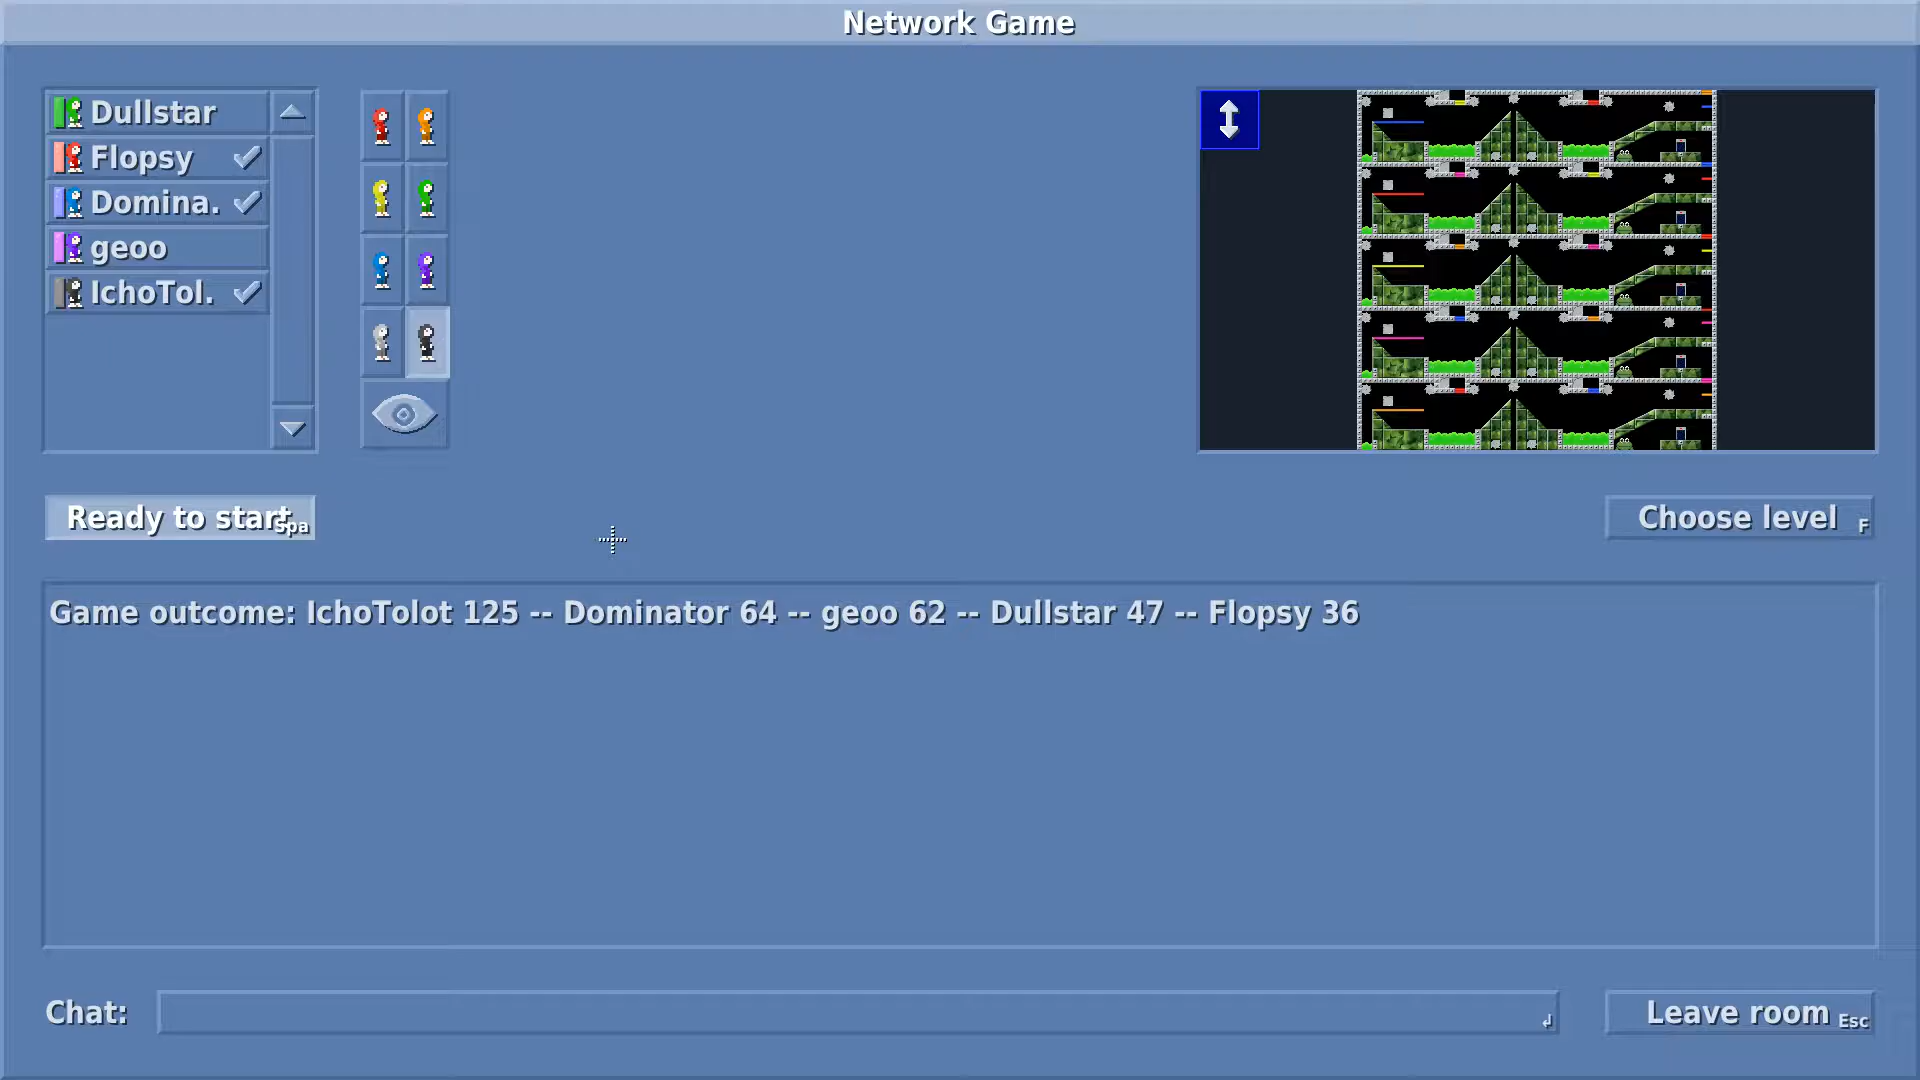 Network Game
Dullstar
Flopsy
Domina.
geoo
IchoTol.
Ready to start
Spa
Choose level F
Game outcome: IchoTolot 125 -- Dominator 64 -- geoo 62 -- Dullstar 47 -- Flopsy 36
Chat:
Leave room Esc